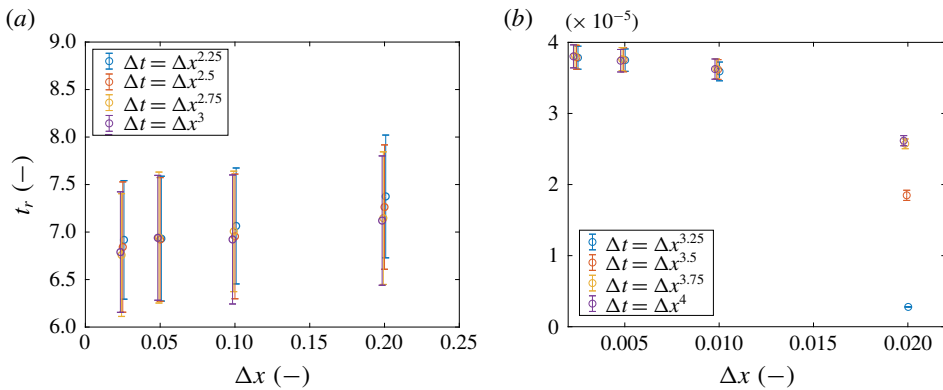 (a)
9.0
8.5
8.0
7.5
7.0
6.5
6.0
t_r (–)
Δt = Δx^2.25
Δt = Δx^2.5
Δt = Δx^2.75
Δt = Δx^3
0 0.05 0.10 0.15 0.20 0.25
Δx (–)
(b) (× 10^−5)
4
3
2
1
0
Δt = Δx^3.25
Δt = Δx^3.5
Δt = Δx^3.75
Δt = Δx^4
0.005 0.010 0.015 0.020
Δx (–)